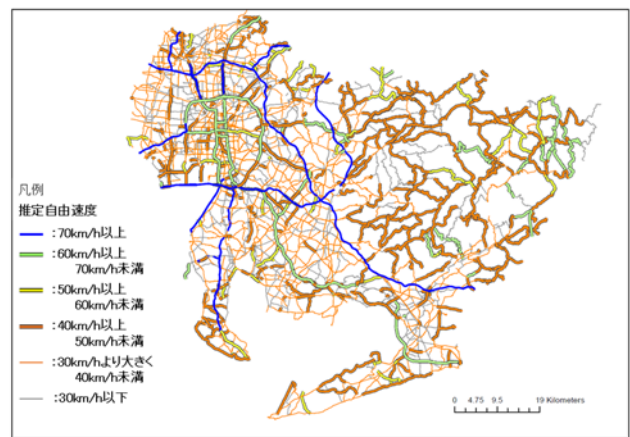 凡例
推定自由速度
:70km/h以上
:60km/h以上
70km/h未満
:50km/h以上
60km/h未満
:40km/h以上
50km/h未満
:30km/hより大きく
40km/h未満
:30km/h以下
0 4.75 9.5 19 Kilometers